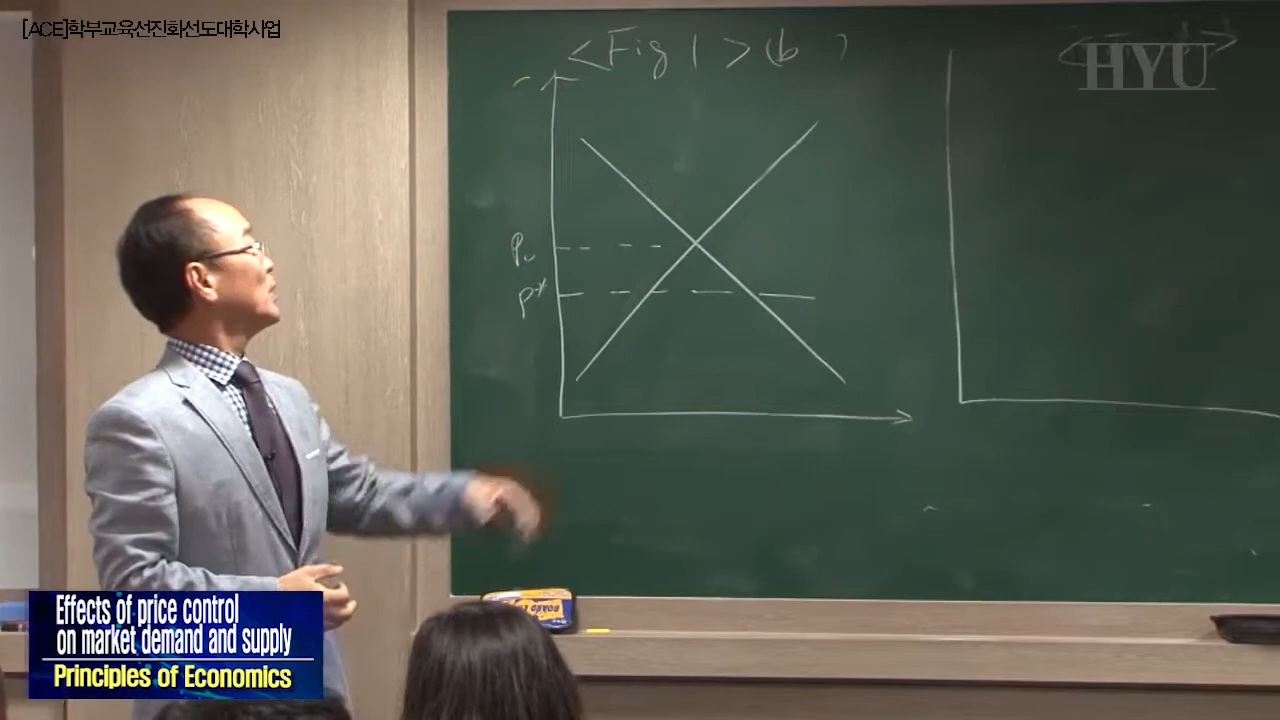 [ACE]학부교육선진화선도대학사업
<Fig 1> (b
HYU
P*
BOARD
Effects of price control
on market demand and supply
Principles of Economics